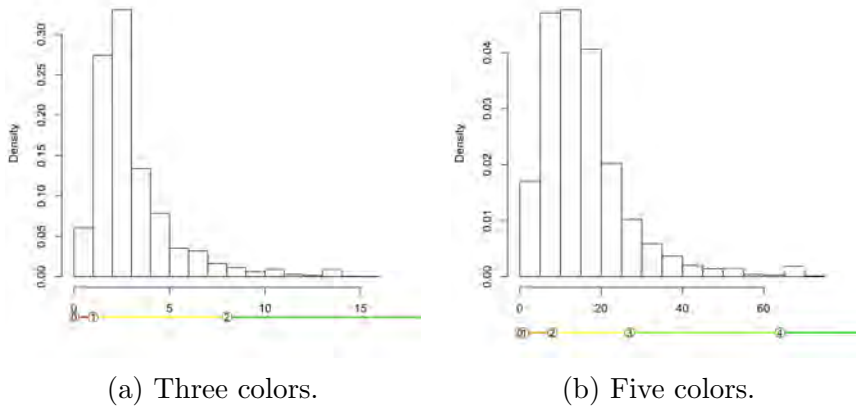 Density
0.00 0.05 0.10 0.15 0.20 0.25 0.30
0 5 10 15
0 1 2
Density
0.00 0.01 0.02 0.03 0.04
0 20 40 60
0 1 2 3 4
(a) Three colors.
(b) Five colors.